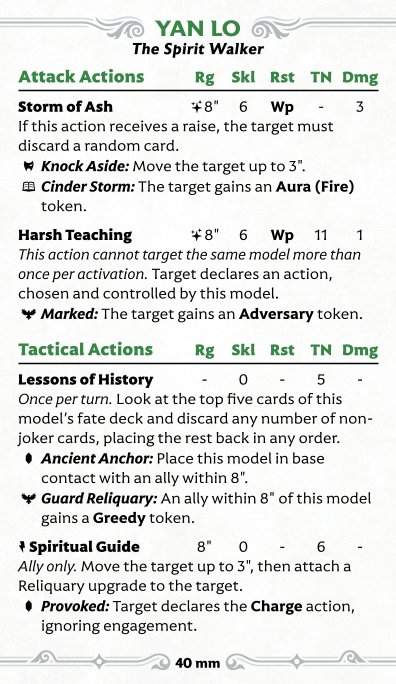 YAN LO
The Spirit Walker
Attack Actions Rg Skl Rst TN Dmg
Storm of Ash 8" 6 Wp - 3
If this action receives a raise, the target must
discard a random card.
Knock Aside: Move the target up to 3".
Cinder Storm: The target gains an Aura (Fire)
token.
Harsh Teaching 8" 6 Wp 11 1
This action cannot target the same model more than
once per activation. Target declares an action,
chosen and controlled by this model.
Marked: The target gains an Adversary token.
Tactical Actions Rg Skl Rst TN Dmg
Lessons of History - 0 - 5 -
Once per turn. Look at the top five cards of this
model's fate deck and discard any number of non-
joker cards, placing the rest back in any order.
Ancient Anchor: Place this model in base
contact with an ally within 8".
Guard Reliquary: An ally within 8" of this model
gains a Greedy token.
Spiritual Guide 8" 0 - 6 -
Ally only. Move the target up to 3", then attach a
Reliquary upgrade to the target.
Provoked: Target declares the Charge action,
ignoring engagement.
40 mm